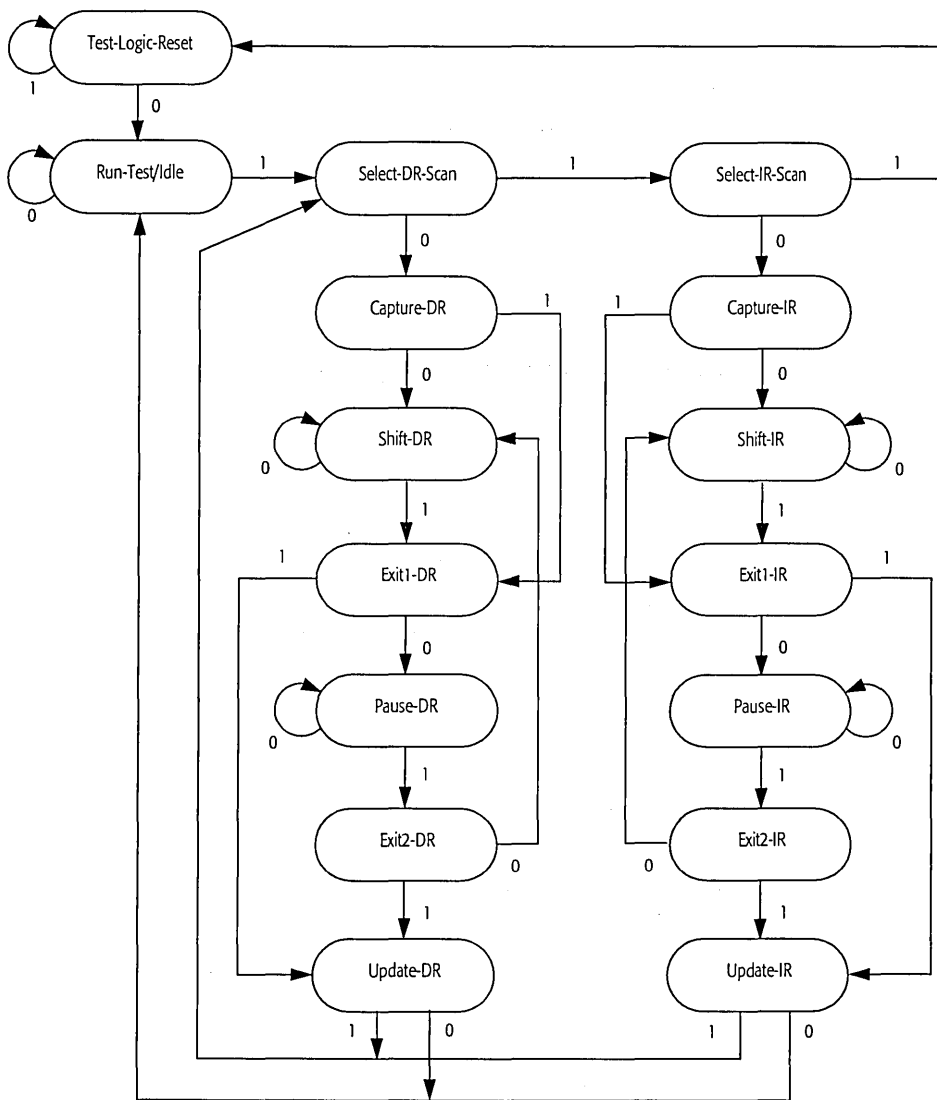 Test-Logic-Reset
1
0
Run-Test/Idle
1
Select-DR-Scan
1
Select-IR-Scan
1
0
0
0
Capture-DR
1
1
Capture-IR
0
0
Shift-DR
Shift-IR
0
0
1
1
1
Exit1-DR
Exit1-IR
1
0
0
Pause-DR
Pause-IR
0
0
1
1
Exit2-DR
Exit2-IR
0
0
1
1
Update-DR
Update-IR
1
0
1
0